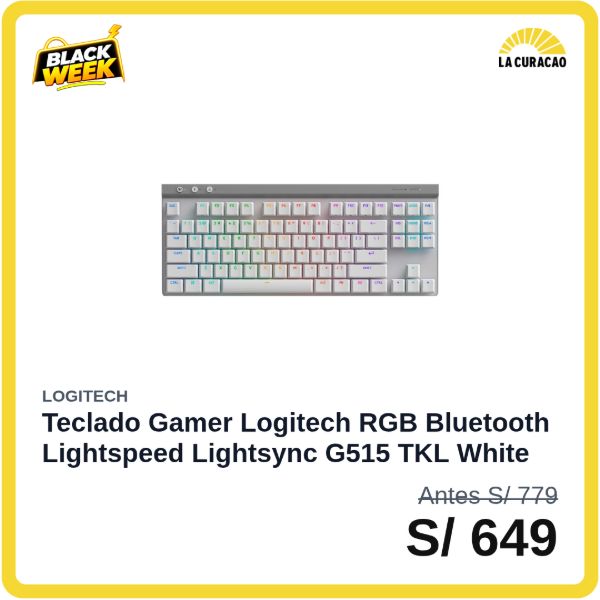 BLACK
WEEK
LA CURACAO
LOGITECH
Teclado Gamer Logitech RGB Bluetooth
Lightspeed Lightsync G515 TKL White
Antes S/ 779
S/ 649